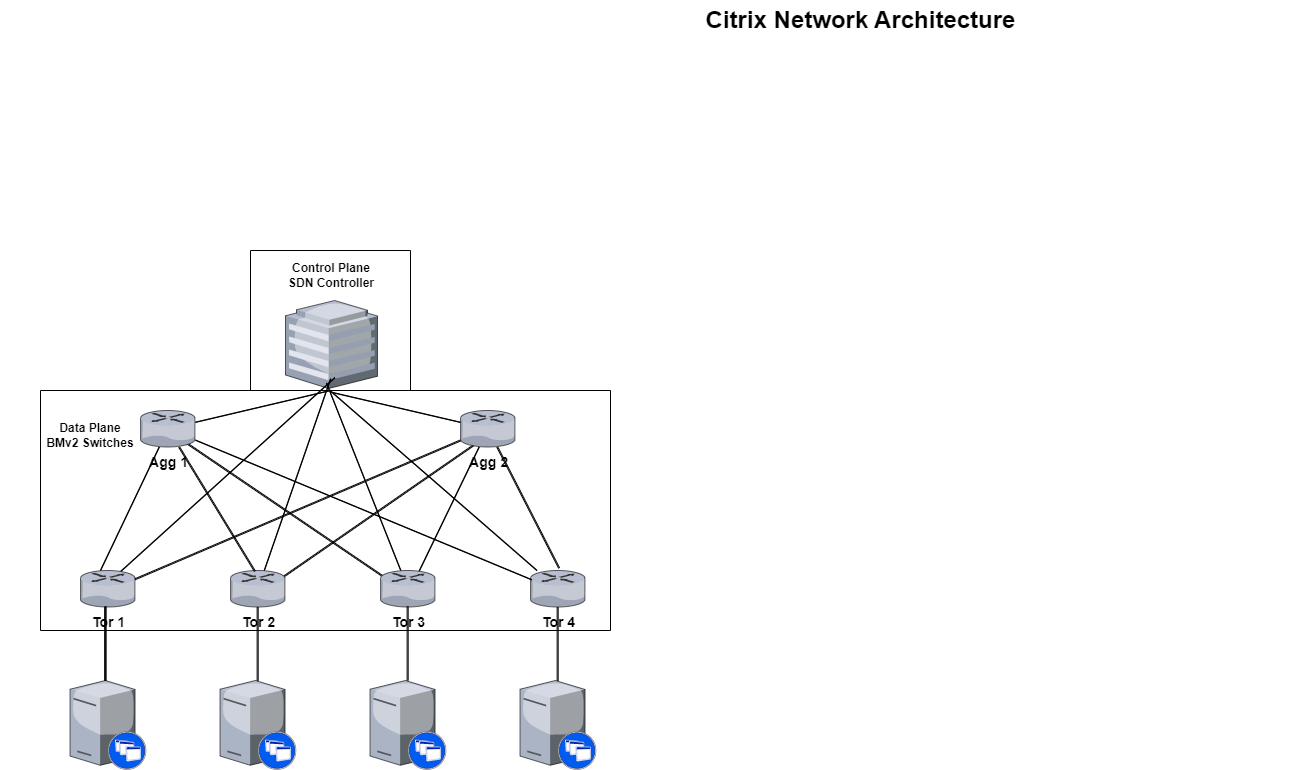 Citrix Network Architecture
Control Plane
SDN Controller
Data Plane
BMv2 Switches
Agg 1
Agg 2
Tor 1
Tor 2
Tor 3
Tor 4